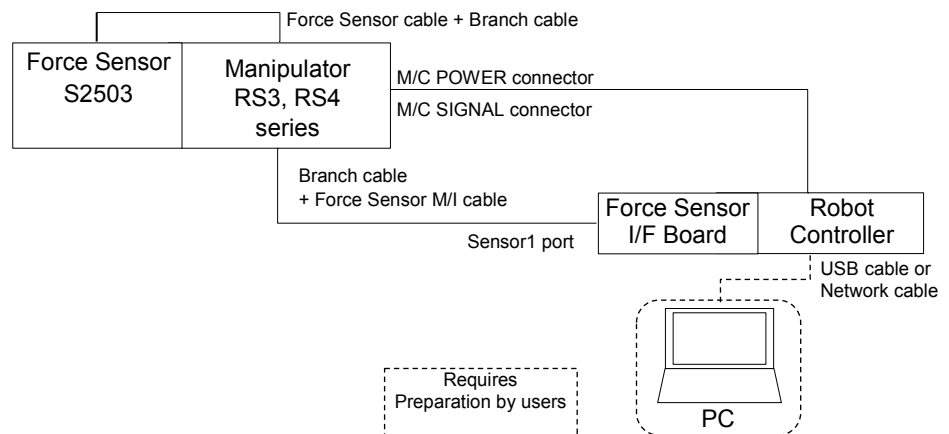 Force Sensor cable + Branch cable
Force Sensor
S2503
Manipulator
RS3, RS4
series
M/C POWER connector
M/C SIGNAL connector
Branch cable
+ Force Sensor M/I cable
Sensor1 port
Force Sensor
I/F Board
Robot
Controller
USB cable or
Network cable
PC
Requires
Preparation by users